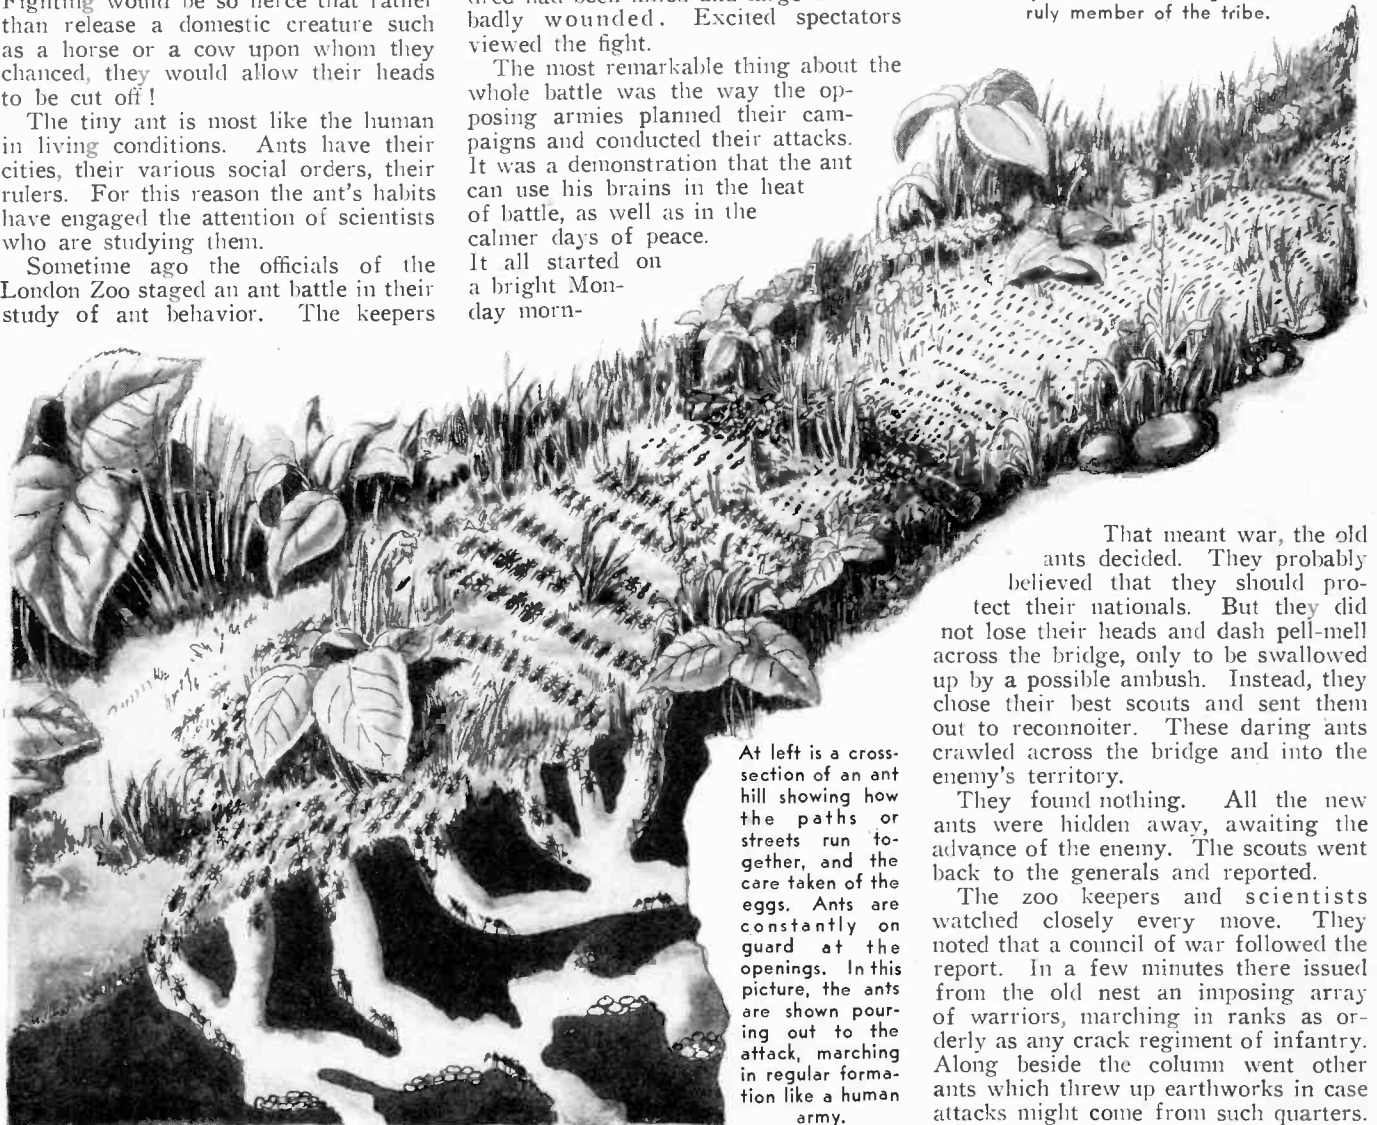 Fighting would be so fierce that rather
than release a domestic creature such
as a horse or a cow upon whom they
chanced, they would allow their heads
to be cut off!
The tiny ant is most like the human
in living conditions. Ants have their
cities, their various social orders, their
rulers. For this reason the ant's habits
have engaged the attention of scientists
who are studying them.
Sometime ago the officials of the
London Zoo staged an ant battle in their
study of ant behavior. The keepers
badly wounded. Excited spectators
viewed the fight.
The most remarkable thing about the
whole battle was the way the op-
posing armies planned their cam-
paigns and conducted their attacks.
It was a demonstration that the ant
can use his brains in the heat
of battle, as well as in the
calmer days of peace.
It all started on
a bright Mon-
day morn-
ruly member of the tribe.
At left is a cross-
section of an ant
hill showing how
the paths or
streets run to-
gether, and the
care taken of the
eggs. Ants are
constantly on
guard at the
openings. In this
picture, the ants
are shown pour-
ing out to the
attack, marching
in regular forma-
tion like a human
army.
That meant war, the old
ants decided. They probably
believed that they should pro-
tect their nationals. But they did
not lose their heads and dash pell-mell
across the bridge, only to be swallowed
up by a possible ambush. Instead, they
chose their best scouts and sent them
out to reconnoiter. These daring ants
crawled across the bridge and into the
enemy's territory.
They found nothing. All the new
ants were hidden away, awaiting the
advance of the enemy. The scouts went
back to the generals and reported.
The zoo keepers and scientists
watched closely every move. They
noted that a council of war followed the
report. In a few minutes there issued
from the old nest an imposing array
of warriors, marching in ranks as or-
derly as any crack regiment of infantry.
Along beside the column went other
ants which threw up earthworks in case
attacks might come from such quarters.